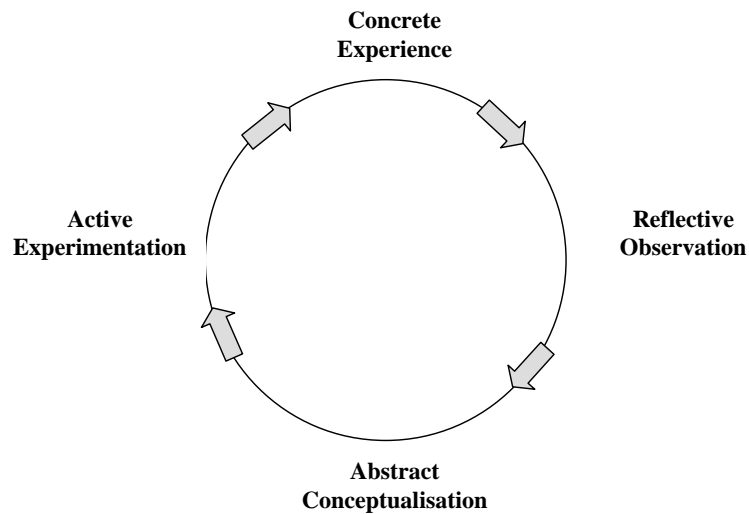 Concrete
Experience
Active
Experimentation
Reflective
Observation
Abstract
Conceptualisation